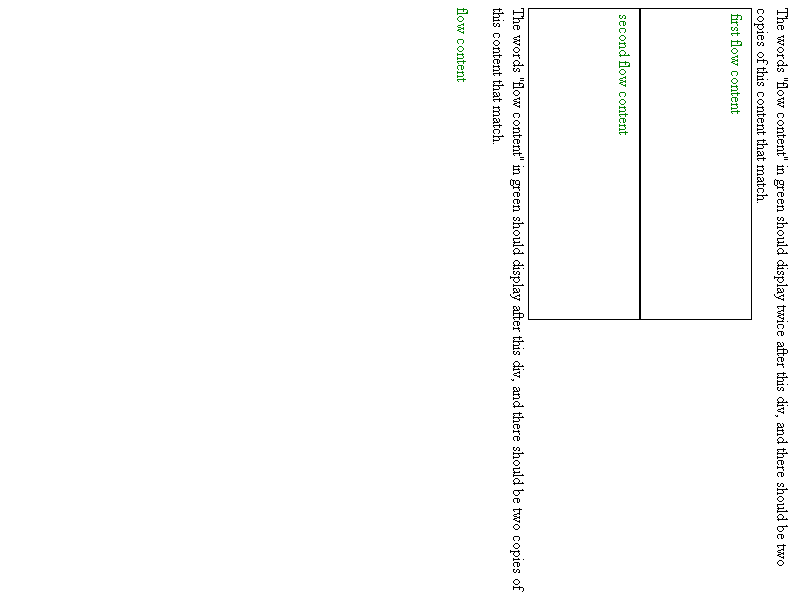 The words "flow content" in green should display twice after this div, and there should be two
copies of this content that match.
first flow content
second flow content
The words "flow content" in green should display after this div, and there should be two copies of
this content that match.
flow content